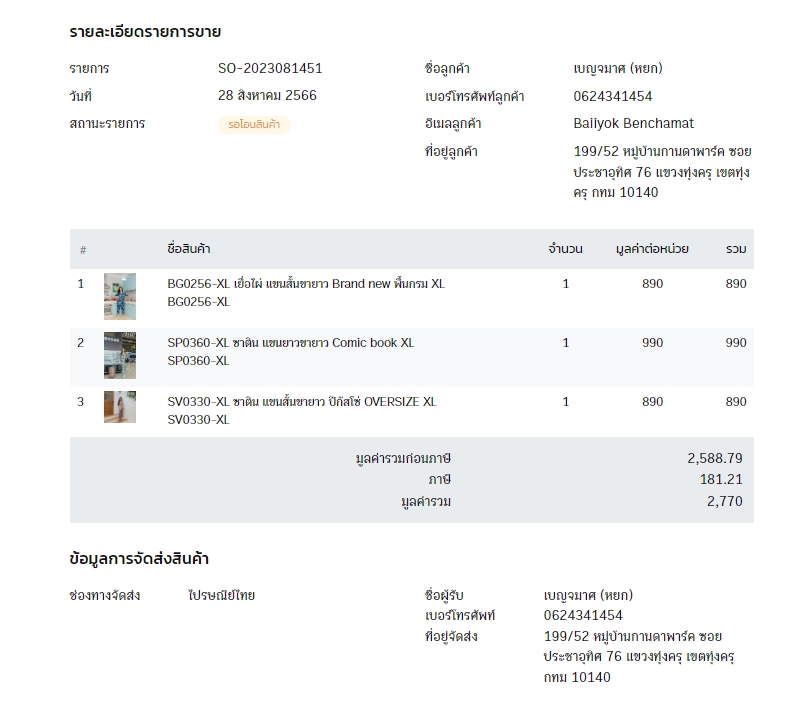 รายละเอียดรายการขาย
รายการ SO-2023081451
วันที่ 28 สิงหาคม 2566
สถานะรายการ รอโอนสินค้า
ชื่อลูกค้า เบญจมาศ (หยก)
เบอร์โทรศัพท์ลูกค้า 0624341454
อีเมลลูกค้า Baiiyok Benchamat
ที่อยู่ลูกค้า 199/52 หมู่บ้านกานดาพาร์ค ซอย
ประชาอุทิศ 76 แขวงทุ่งครุ เขตทุ่ง
ครุ กทม 10140
# ชื่อสินค้า จำนวน มูลค่าต่อหน่วย รวม
1 BG0256-XL เยื่อไผ่ แขนสั้นขายาว Brand new พื้นกรม XL 1 890 890
BG0256-XL
2 SP0360-XL ซาติน แขนยาวขายาว Comic book XL 1 990 990
SP0360-XL
3 SV0330-XL ซาติน แขนสั้นขายาว ปิกัสโซ่ OVERSIZE XL 1 890 890
SV0330-XL
มูลค่ารวมก่อนภาษี 2,588.79
ภาษี 181.21
มูลค่ารวม 2,770
ข้อมูลการจัดส่งสินค้า
ช่องทางจัดส่ง ไปรษณีย์ไทย
ชื่อผู้รับ เบญจมาศ (หยก)
เบอร์โทรศัพท์ 0624341454
ที่อยู่จัดส่ง 199/52 หมู่บ้านกานดาพาร์ค ซอย
ประชาอุทิศ 76 แขวงทุ่งครุ เขตทุ่งครุ
กทม 10140